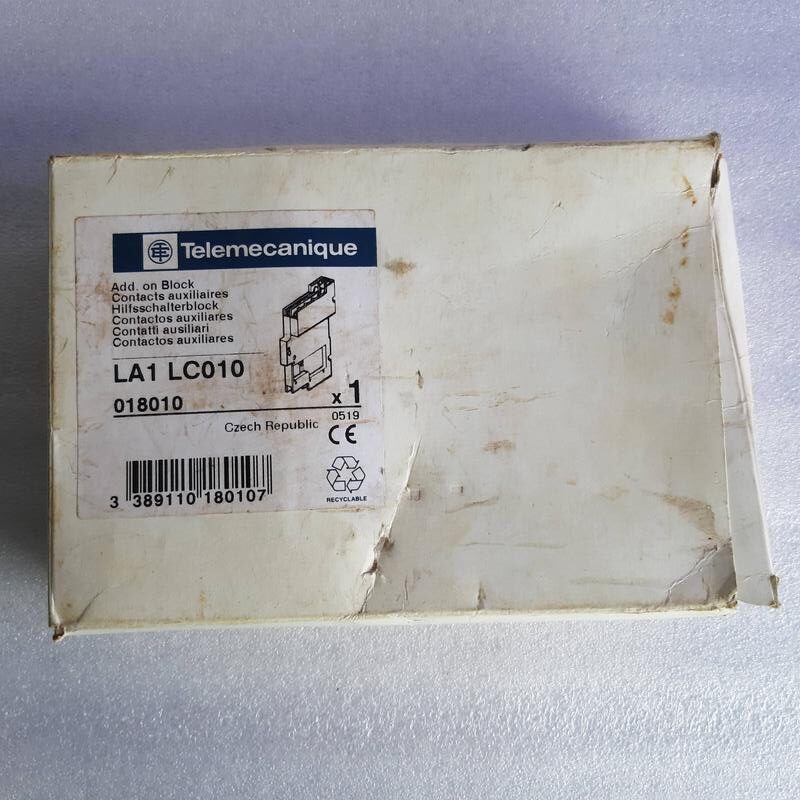 Telemecanique
Add. on Block
Contacts auxiliaires
Hilfsschalterblock
Contactos auxiliares
Contatti ausiliari
Contactos auxiliares
LA1 LC010
018010
x 1
0519
Czech Republic
CE
3 389110 180107
RECYCLABLE